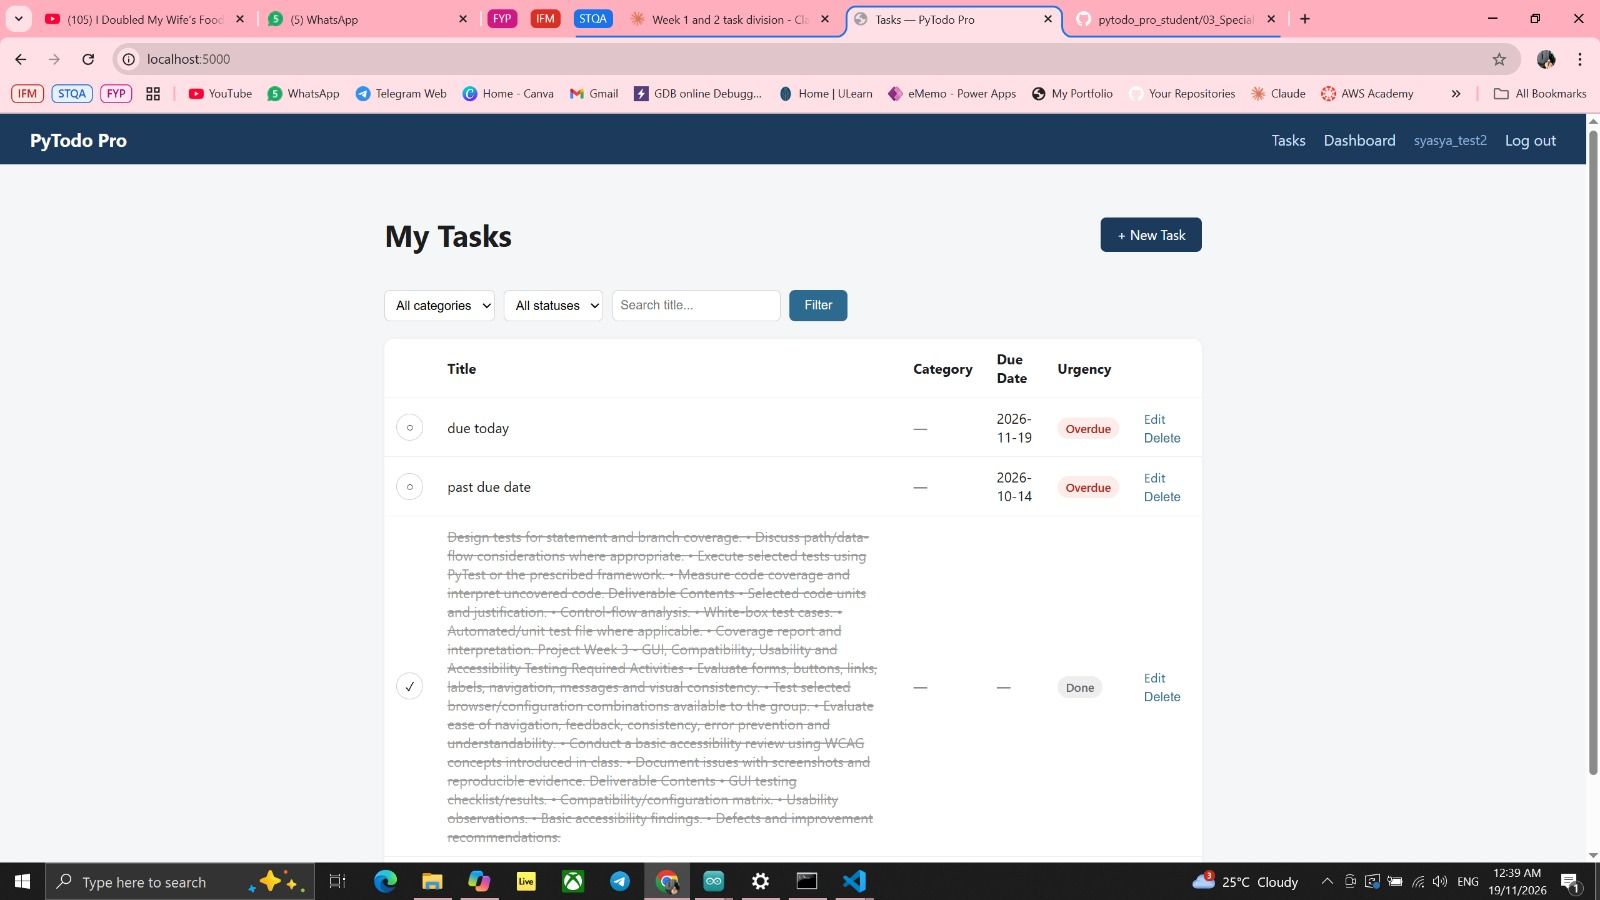 (105) I Doubled My Wife's Food
(5) WhatsApp
FYP
IFM
STQA
Week 1 and 2 task division - Cla
Tasks — PyTodo Pro
pytodo_pro_student/03_Special
localhost:5000
IFM
STQA
FYP
YouTube
WhatsApp
Telegram Web
Home - Canva
Gmail
GDB online Debugg...
Home | ULearn
eMemo - Power Apps
My Portfolio
Your Repositories
Claude
AWS Academy
»
All Bookmarks
PyTodo Pro
Tasks
Dashboard
syasya_test2
Log out
My Tasks
+ New Task
All categories
All statuses
Search title...
Filter
Title
Category
Due
Date
Urgency
due today
—
2026-
11-19
Overdue
Edit
Delete
past due date
—
2026-
10-14
Overdue
Edit
Delete
Design tests for statement and branch coverage. • Discuss path/data-
flow considerations where appropriate. • Execute selected tests using
PyTest or the prescribed framework. • Measure code coverage and
interpret uncovered code. Deliverable Contents • Selected code units
and justification. • Control-flow analysis. • White-box test cases. •
Automated/unit test file where applicable. • Coverage report and
interpretation. Project Week 3 - GUI, Compatibility, Usability and
Accessibility Testing Required Activities • Evaluate forms, buttons, links,
labels, navigation, messages and visual consistency. • Test selected
browser/configuration combinations available to the group. • Evaluate
ease of navigation, feedback, consistency, error prevention and
understandability. • Conduct a basic accessibility review using WCAG
concepts introduced in class. • Document issues with screenshots and
reproducible evidence. Deliverable Contents • GUI testing
checklist/results. • Compatibility/configuration matrix. • Usability
observations. • Basic accessibility findings. • Defects and improvement
recommendations.
—
—
Done
Edit
Delete
Type here to search
Live
3
25°C Cloudy
ENG
12:39 AM
19/11/2026
1